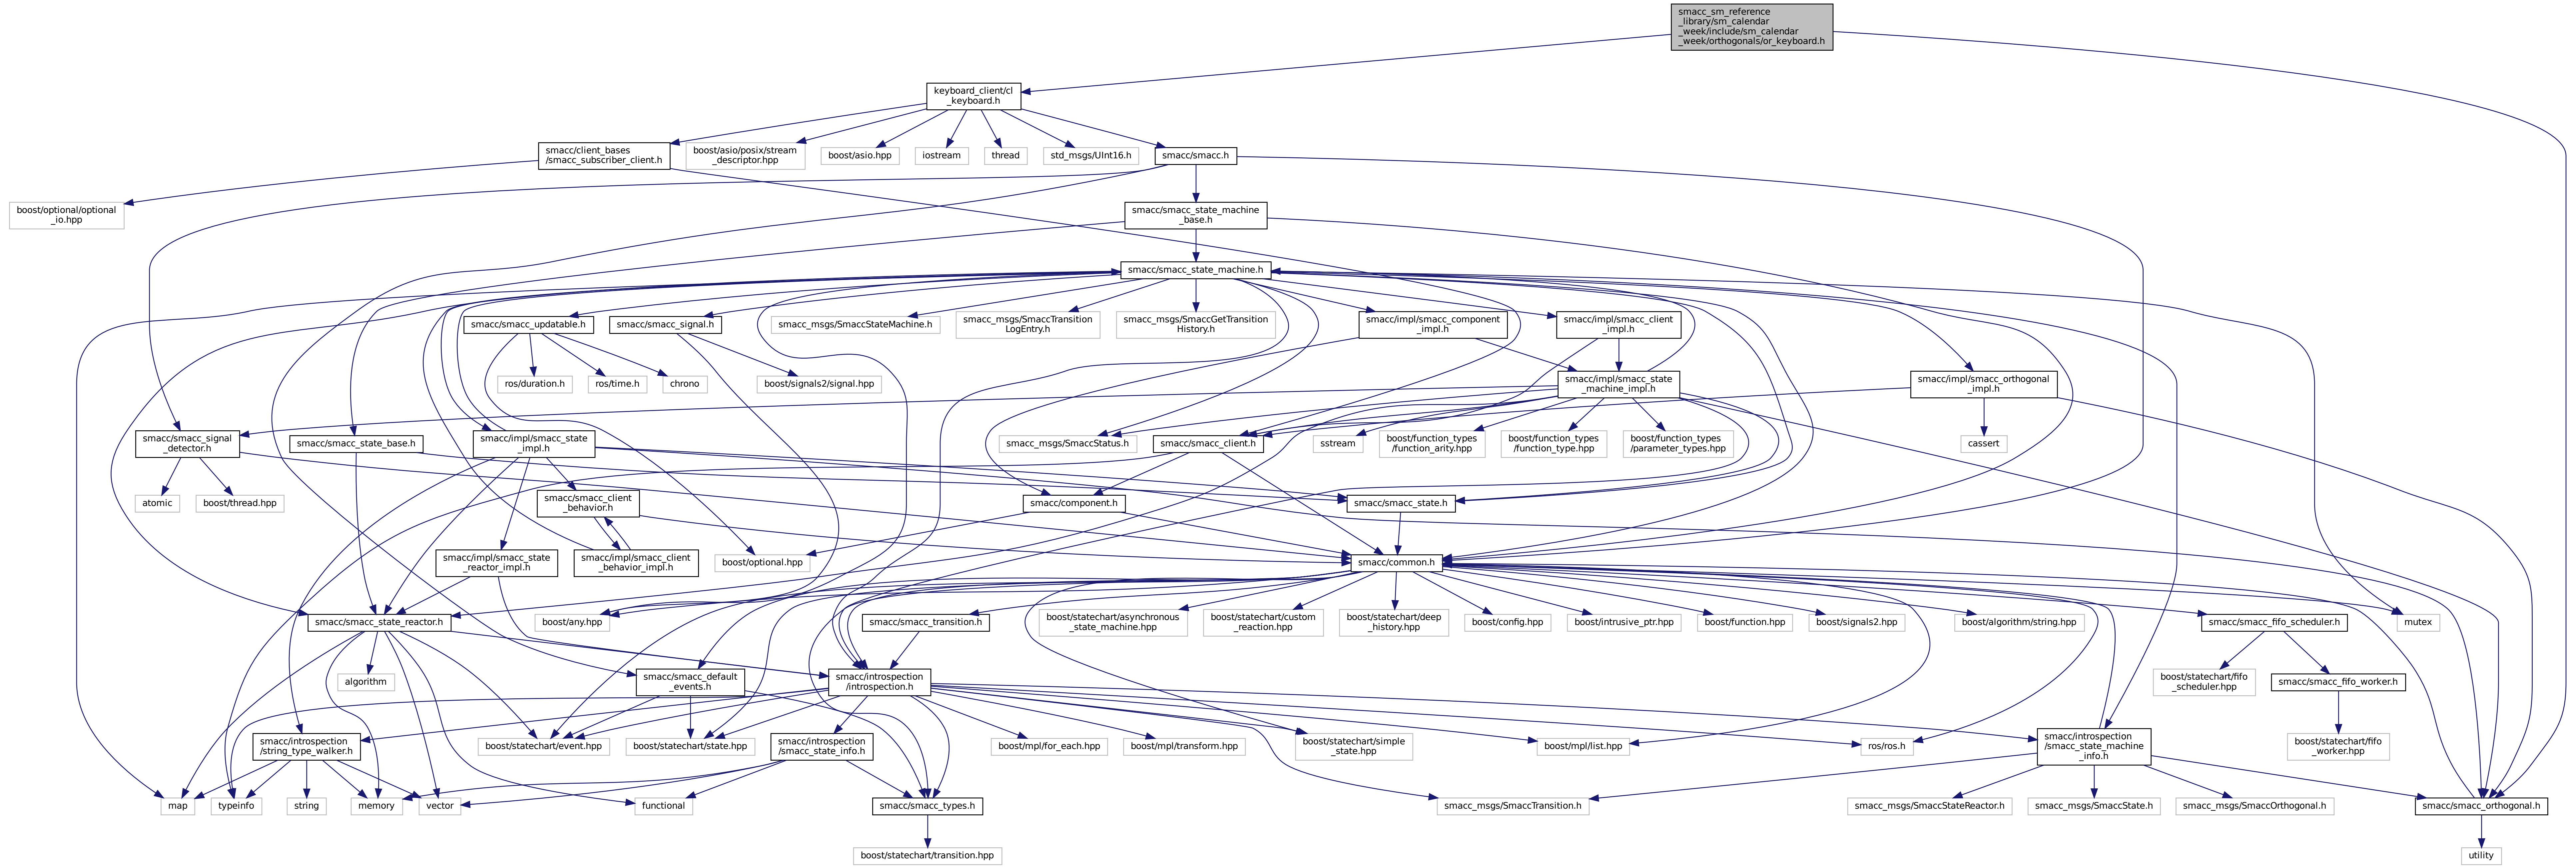 smacc_sm_reference
_library/sm_calendar
_week/include/sm_calendar
_week/orthogonals/or_keyboard.h
keyboard_client/cl
_keyboard.h
smacc/client_bases
/smacc_subscriber_client.h
boost/asio/posix/stream
_descriptor.hpp
boost/asio.hpp
iostream
thread
std_msgs/UInt16.h
smacc/smacc.h
boost/optional/optional
_io.hpp
smacc/smacc_state_machine
_base.h
smacc/smacc_state_machine.h
smacc/smacc_updatable.h
smacc/smacc_signal.h
smacc_msgs/SmaccStateMachine.h
smacc_msgs/SmaccTransition
LogEntry.h
smacc_msgs/SmaccGetTransition
History.h
smacc/impl/smacc_component
_impl.h
smacc/impl/smacc_client
_impl.h
ros/duration.h
ros/time.h
chrono
boost/signals2/signal.hpp
smacc/impl/smacc_state
_machine_impl.h
smacc/impl/smacc_orthogonal
_impl.h
smacc/smacc_signal
_detector.h
smacc/smacc_state_base.h
smacc/impl/smacc_state
_impl.h
smacc_msgs/SmaccStatus.h
smacc/smacc_client.h
sstream
boost/function_types
/function_arity.hpp
boost/function_types
/function_type.hpp
boost/function_types
/parameter_types.hpp
cassert
atomic
boost/thread.hpp
smacc/smacc_client
_behavior.h
smacc/component.h
smacc/smacc_state.h
smacc/impl/smacc_state
_reactor_impl.h
smacc/impl/smacc_client
_behavior_impl.h
boost/optional.hpp
smacc/common.h
smacc/smacc_state_reactor.h
boost/any.hpp
smacc/smacc_transition.h
boost/statechart/asynchronous
_state_machine.hpp
boost/statechart/custom
_reaction.hpp
boost/statechart/deep
_history.hpp
boost/config.hpp
boost/intrusive_ptr.hpp
boost/function.hpp
boost/signals2.hpp
boost/algorithm/string.hpp
smacc/smacc_fifo_scheduler.h
mutex
algorithm
smacc/smacc_default
_events.h
smacc/introspection
/introspection.h
boost/statechart/fifo
_scheduler.hpp
smacc/smacc_fifo_worker.h
smacc/introspection
/string_type_walker.h
boost/statechart/event.hpp
boost/statechart/state.hpp
smacc/introspection
/smacc_state_info.h
boost/mpl/for_each.hpp
boost/mpl/transform.hpp
boost/statechart/simple
_state.hpp
boost/mpl/list.hpp
ros/ros.h
smacc/introspection
/smacc_state_machine
_info.h
boost/statechart/fifo
_worker.hpp
map
typeinfo
string
memory
vector
functional
smacc/smacc_types.h
smacc_msgs/SmaccTransition.h
smacc_msgs/SmaccStateReactor.h
smacc_msgs/SmaccState.h
smacc_msgs/SmaccOrthogonal.h
smacc/smacc_orthogonal.h
boost/statechart/transition.hpp
utility